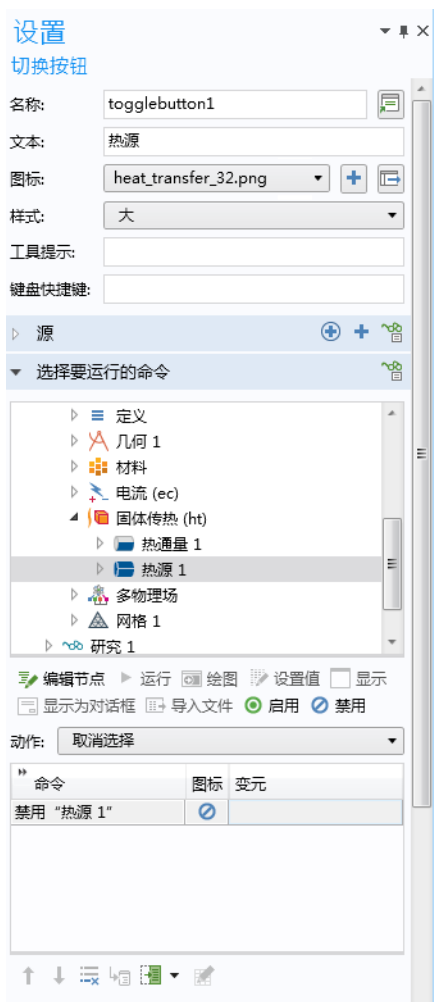 设置
切换按钮
名称: togglebutton1
文本: 热源
图标: heat_transfer_32.png
样式: 大
工具提示:
键盘快捷键:
源
选择要运行的命令
定义
几何 1
材料
电流 (ec)
固体传热 (ht)
热通量 1
热源 1
多物理场
网格 1
研究 1
编辑节点 运行 绘图 设置值 显示
显示为对话框 导入文件 启用 禁用
动作: 取消选择
命令 图标 变元
禁用 "热源 1"